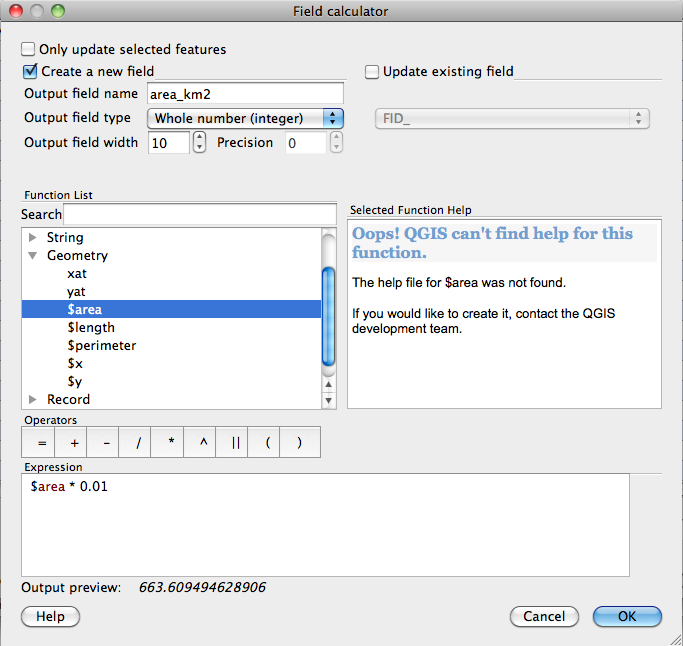 Field calculator
Only update selected features
Create a new field
Update existing field
Output field name area_km2
Output field type Whole number (integer)
FID_
Output field width 10 Precision 0
Function List
Search
String
Geometry
xat
yat
$area
$length
$perimeter
$x
$y
Record
Selected Function Help
Oops! QGIS can't find help for this
function.
The help file for $area was not found.
If you would like to create it, contact the QGIS
development team.
Operators
= + - / * ^ || ( )
Expression
$area * 0.01
Output preview: 663.609494628906
Help
Cancel
OK